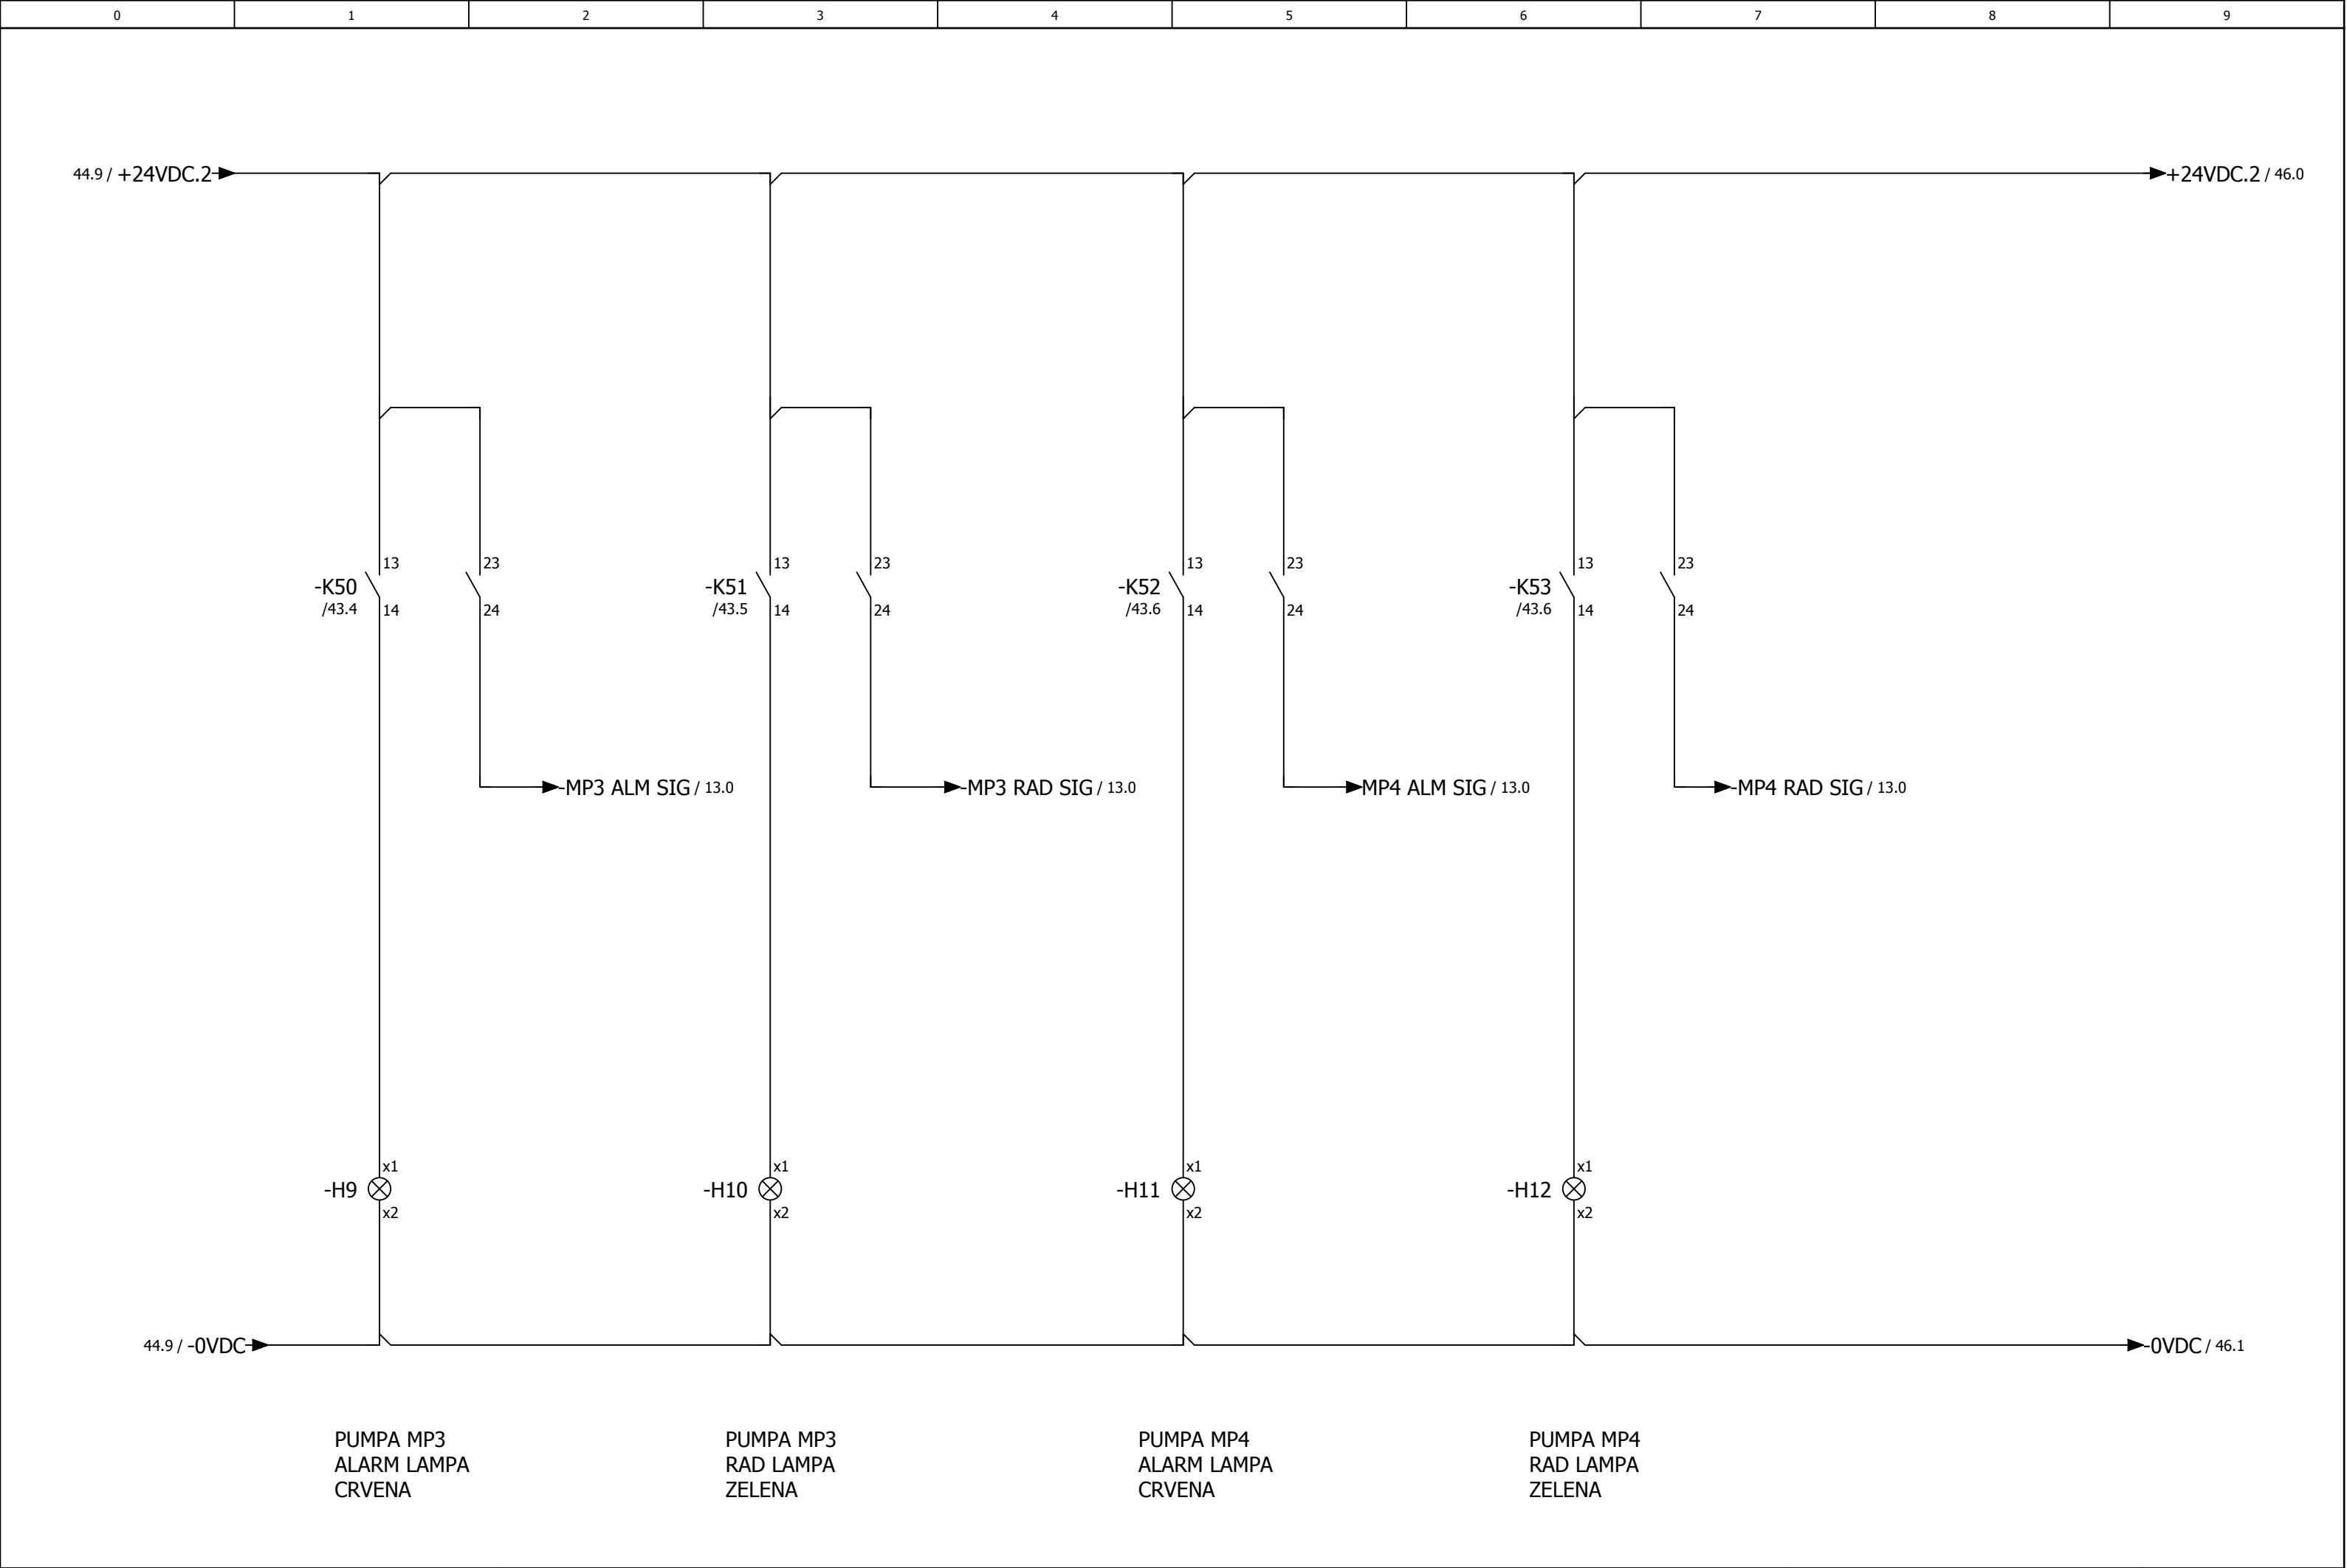 0 1 2 3 4 5 6 7 8 9
44.9 / +24VDC.2 +24VDC.2 / 46.0
13 23 13 23 13 23 13 23
-K50 -K51 -K52 -K53
/43.4 14 24 /43.5 14 24 /43.6 14 24 /43.6 14 24
-MP3 ALM SIG / 13.0 -MP3 RAD SIG / 13.0 MP4 ALM SIG / 13.0 -MP4 RAD SIG / 13.0
x1 x1 x1 x1
-H9 -H10 -H11 -H12
x2 x2 x2 x2
44.9 / -0VDC -0VDC / 46.1
PUMPA MP3
ALARM LAMPA
CRVENA
PUMPA MP3
RAD LAMPA
ZELENA
PUMPA MP4
ALARM LAMPA
CRVENA
PUMPA MP4
RAD LAMPA
ZELENA